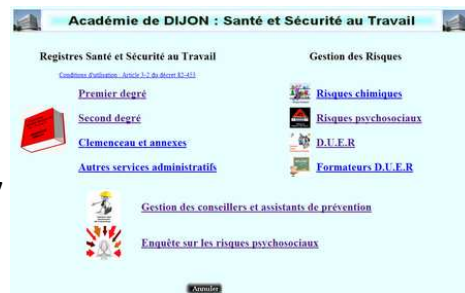 Académie de DIJON : Santé et Sécurité au Travail
Registres Santé et Sécurité au Travail
Conditions d'utilisation : Article 3-2 du décret 82-453
Premier degré
Second degré
Clemenceau et annexes
Autres services administratifs
Gestion des Risques
Risques chimiques
Risques psychosociaux
D.U.E.R
Formateurs D.U.E.R
Gestion des conseillers et assistants de prévention
Enquête sur les risques psychosociaux
Annuler